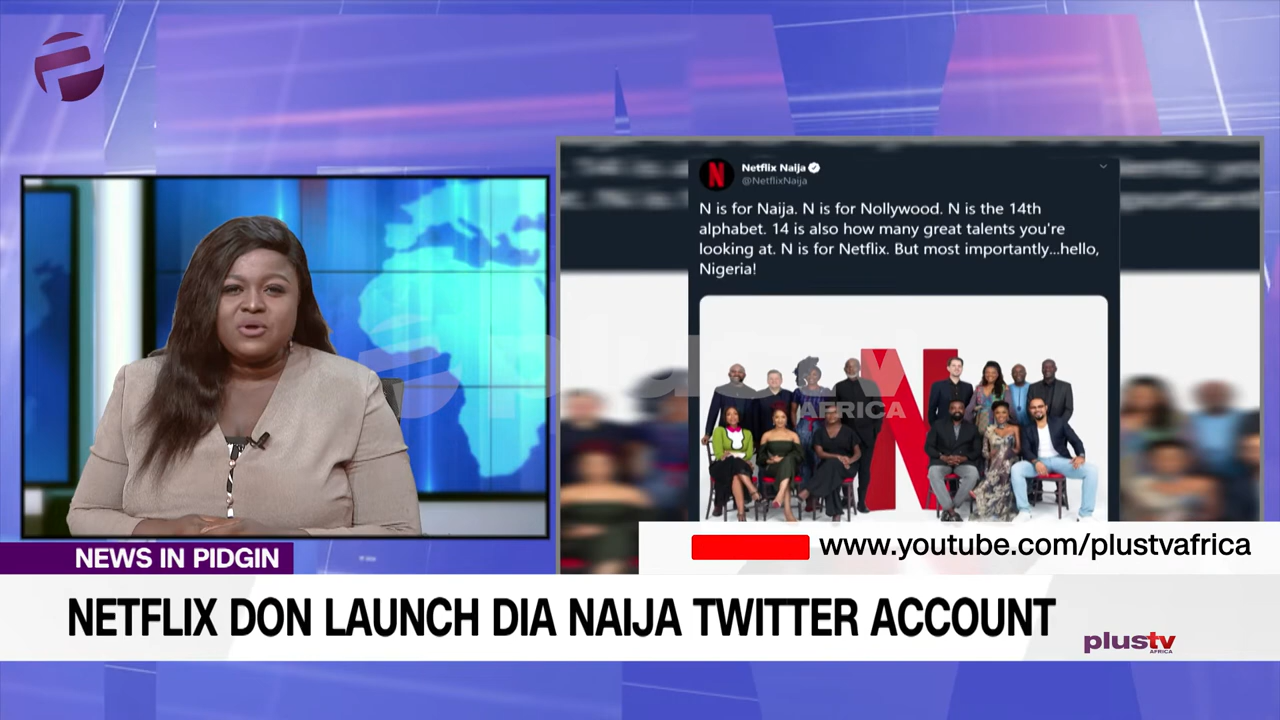 Netflix Naija
@NetflixNaija
N is for Naija. N is for Nollywood. N is the 14th
alphabet. 14 is also how many great talents you're
looking at. N is for Netflix. But most importantly...hello,
Nigeria!
N
plustv
AFRICA
www.youtube.com/plustvafrica
NEWS IN PIDGIN
NETFLIX DON LAUNCH DIA NAIJA TWITTER ACCOUNT
plustv
AFRICA